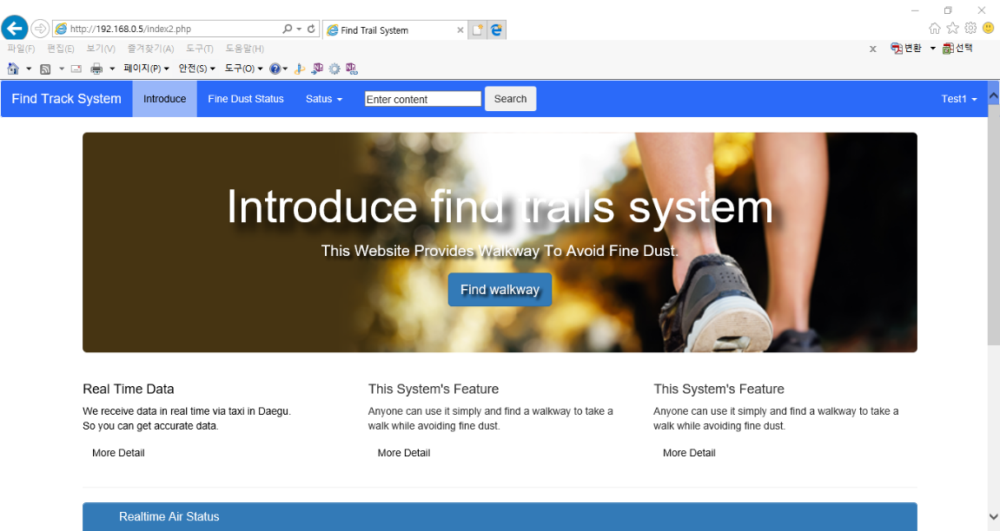 http://192.168.0.5/index2.php
Find Trail System
파일(F) 편집(E) 보기(V) 즐겨찾기(A) 도구(T) 도움말(H)
x 변환 선택
페이지(P) 안전(S) 도구(O)
Find Track System Introduce Fine Dust Status Satus Enter content Search Test1
Introduce find trails system
This Website Provides Walkway To Avoid Fine Dust.
Find walkway
Real Time Data
We receive data in real time via taxi in Daegu.
So you can get accurate data.
More Detail
This System's Feature
Anyone can use it simply and find a walkway to take a
walk while avoiding fine dust.
More Detail
This System's Feature
Anyone can use it simply and find a walkway to take a
walk while avoiding fine dust.
More Detail
Realtime Air Status